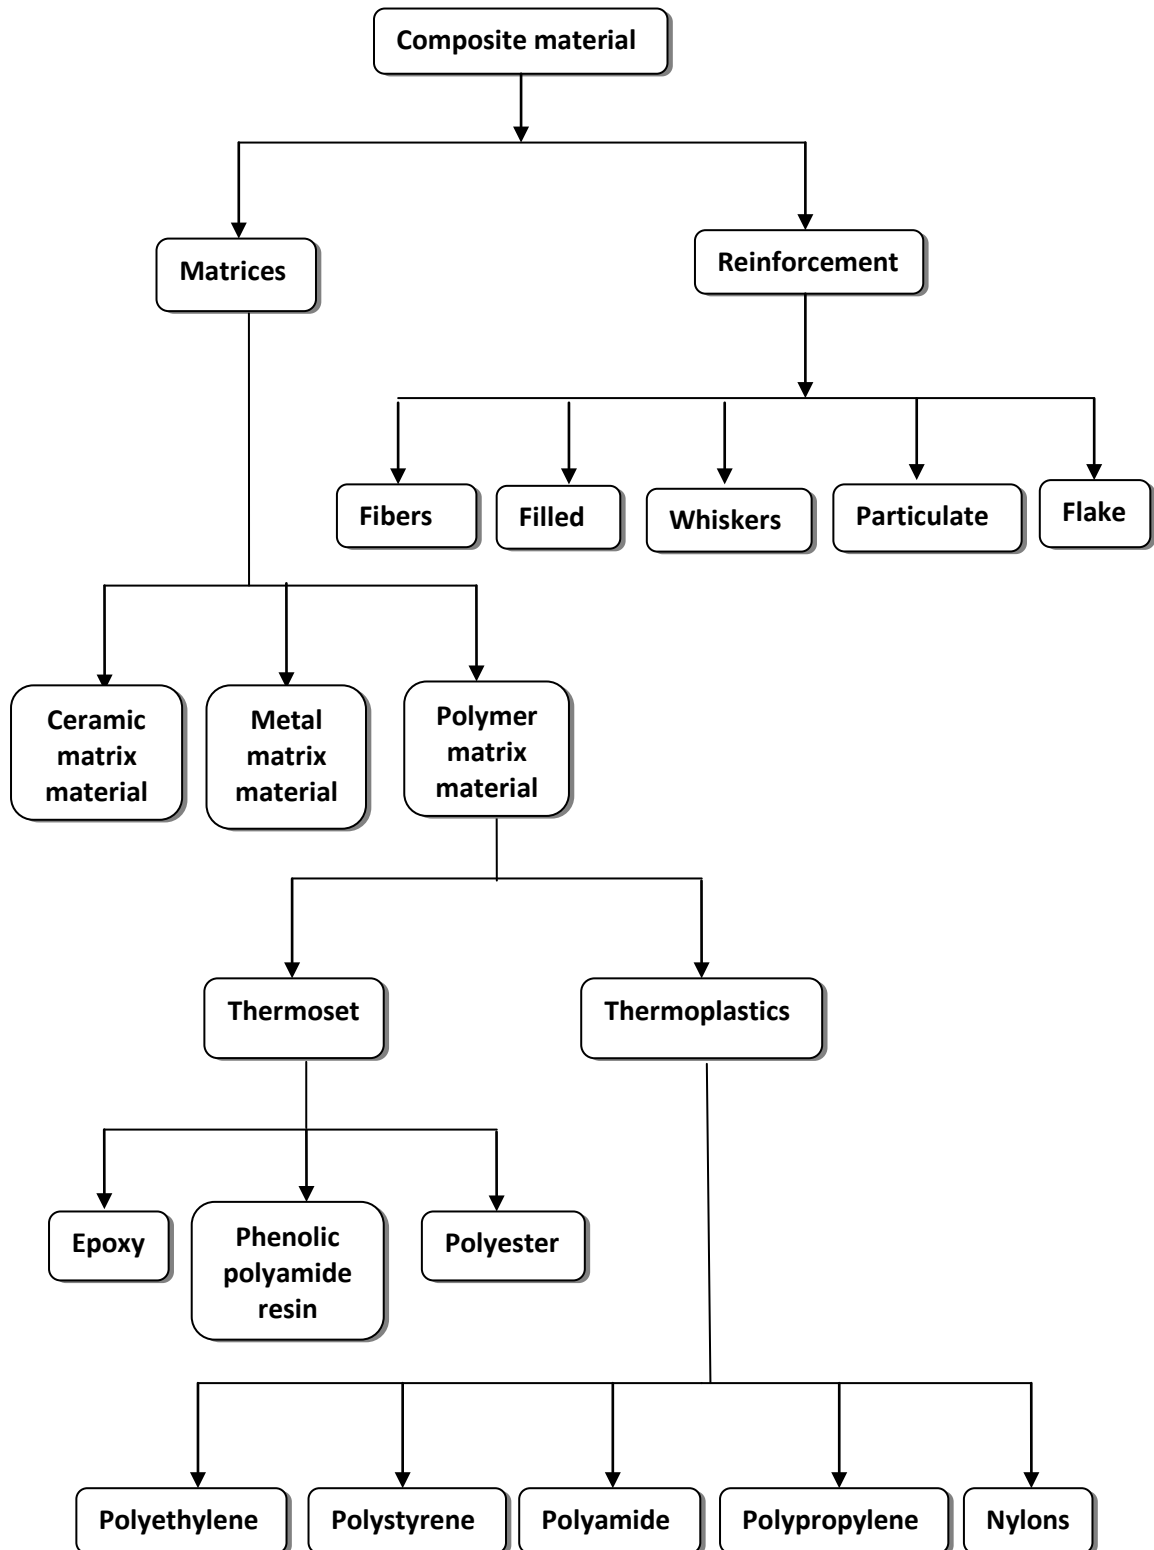 Composite material
Matrices
Reinforcement
Fibers
Filled
Whiskers
Particulate
Flake
Ceramic
matrix
material
Metal
matrix
material
Polymer
matrix
material
Thermoset
Thermoplastics
Epoxy
Phenolic
polyamide
resin
Polyester
Polyethylene
Polystyrene
Polyamide
Polypropylene
Nylons